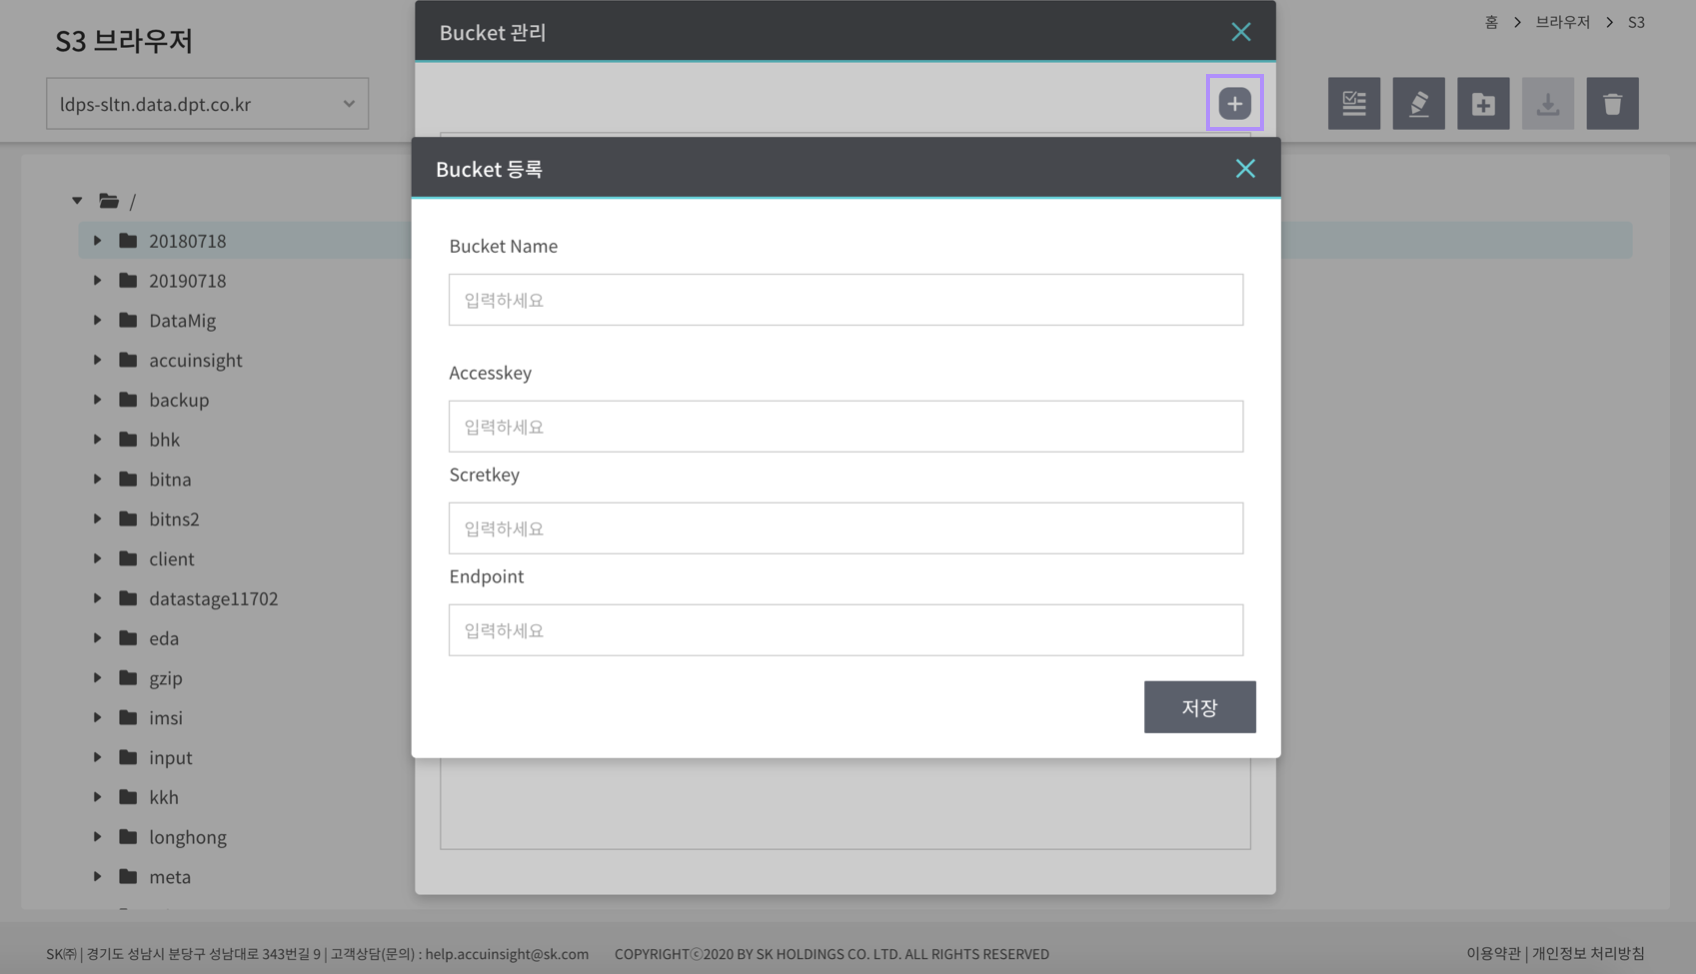 S3 브라우저
홈 > 브라우저 > S3
ldps-sltn.data.dpt.co.kr
Bucket 관리
Bucket 등록
Bucket Name
입력하세요
Accesskey
입력하세요
Scretkey
입력하세요
Endpoint
입력하세요
저장
/
20180718
20190718
DataMig
accuinsight
backup
bhk
bitna
bitns2
client
datastage11702
eda
gzip
imsi
input
kkh
longhong
meta
SK㈜ | 경기도 성남시 분당구 성남대로 343번길 9 | 고객상담(문의) : help.accuinsight@sk.com COPYRIGHTⓒ2020 BY SK HOLDINGS CO. LTD. ALL RIGHTS RESERVED
이용약관 | 개인정보 처리방침